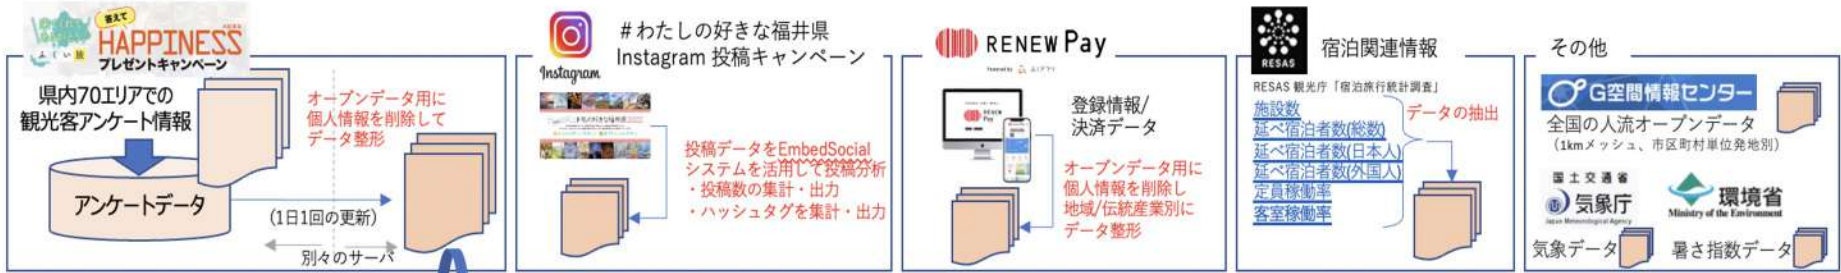 答えて
HAPPINESS
ふくい旅
プレゼントキャンペーン
県内70エリアでの
観光客アンケート情報
アンケートデータ
オープンデータ用に
個人情報を削除して
データ整形
(1日1回の更新)
別々のサーバ
Instagram
#わたしの好きな福井県
Instagram 投稿キャンペーン
投稿データをEmbedSocial
システムを活用して投稿分析
・投稿数の集計・出力
・ハッシュタグを集計・出力
RENEW Pay
Powered by ふくアプリ
RENEW
Pay
登録情報/
決済データ
オープンデータ用に
個人情報を削除し
地域/伝統産業別に
データ整形
RESAS
宿泊関連情報
RESAS 観光庁「宿泊旅行統計調査」
施設数
延べ宿泊者数(総数)
延べ宿泊者数(日本人)
延べ宿泊者数(外国人)
定員稼働率
客室稼働率
データの抽出
その他
G空間情報センター
全国の人流オープンデータ
(1kmメッシュ、市区町村単位発地別)
国土交通省
気象庁
Japan Meteorological Agency
環境省
Ministry of the Environment
気象データ
暑さ指数データ